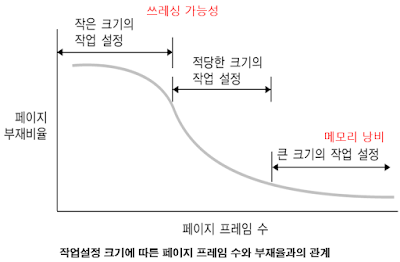 쓰레싱 가능성
작은 크기의
작업 설정
적당한 크기의
작업 설정
페이지
부재비율
메모리 낭비
큰 크기의 작업 설정
페이지 프레임 수
작업설정 크기에 따른 페이지 프레임 수와 부재율과의 관계